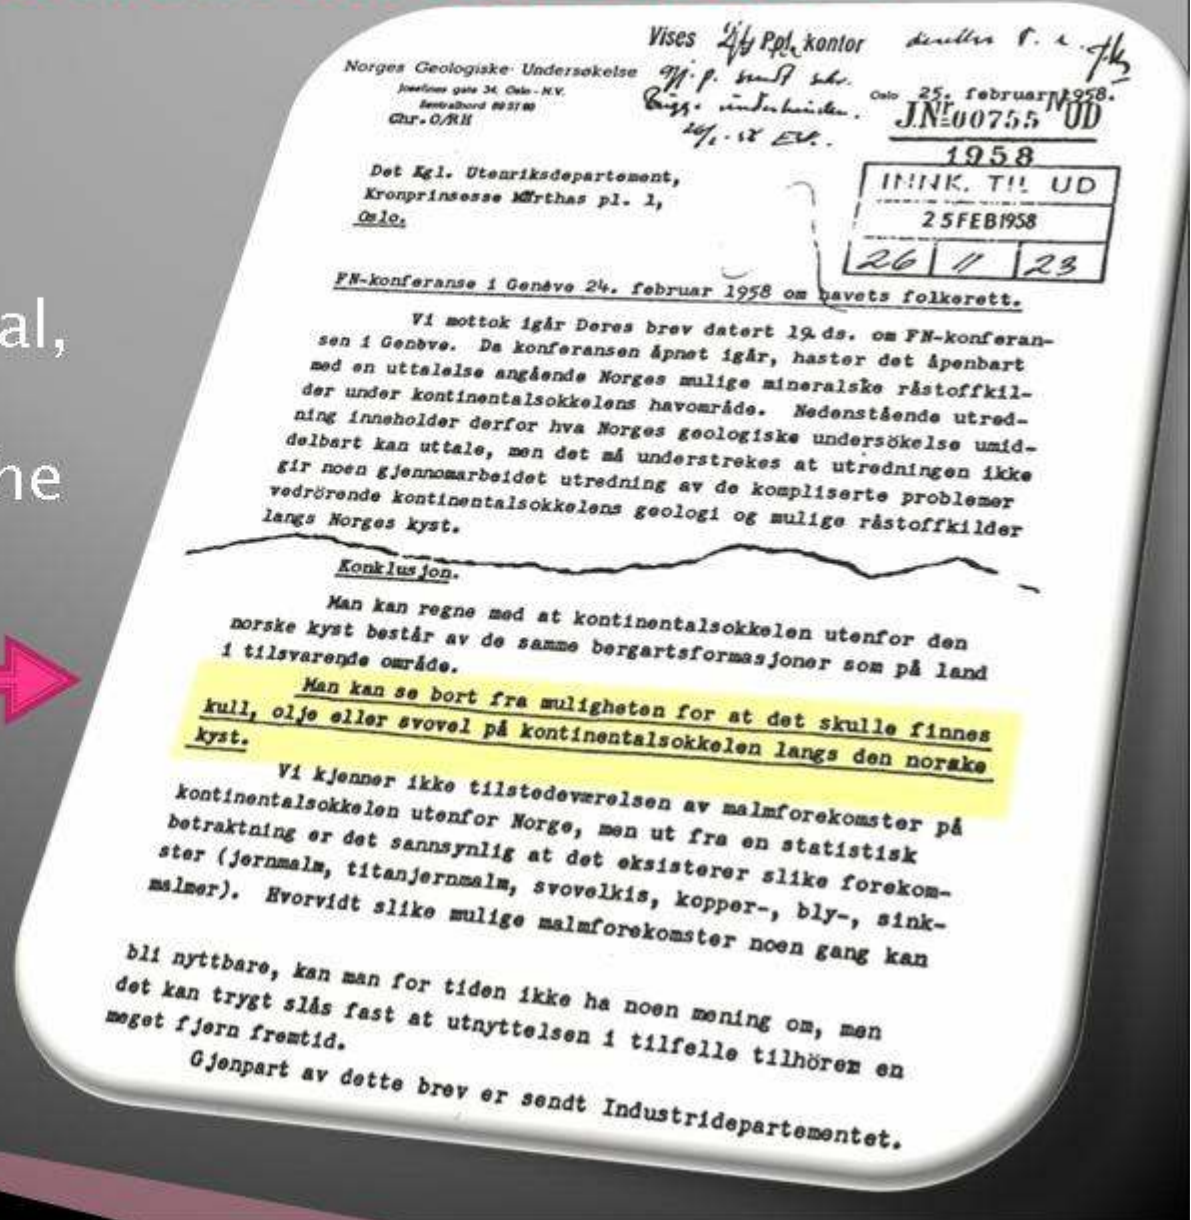 al,
ne
Vises Ppl. kontor
Norges Geologiske Undersøkelse
Josefines gate 34, Oslo - N.V.
Sentralbord
Chr.O/RH
Oslo 25. februar 1958.
J.Nr 00755 UD
1958
INNK. TIL UD
25 FEB 1958
26 11 23
Det Kgl. Utenriksdepartement,
Kronprinsesse Märthas pl. 1,
Oslo.
FN-konferanse i Genève 24. februar 1958 om havets folkerett.
Vi mottok igår Deres brev datert 19.ds. om FN-konferan-
sen i Genève. Da konferansen åpnet igår, haster det åpenbart
med en uttalelse angående Norges mulige mineralske råstoffkil-
der under kontinentalsokkelens havområde. Nedenstående utred-
ning inneholder derfor hva Norges geologiske undersökelse umid-
delbart kan uttale, men det må understrekes at utredningen ikke
gir noen gjennomarbeidet utredning av de kompliserte problemer
vedrörende kontinentalsokkelens geologi og mulige råstoffkilder
langs Norges kyst.
Konklusjon.
Man kan regne med at kontinentalsokkelen utenfor den
norske kyst består av de samme bergartsformasjoner som på land
i tilsvarende område.
Man kan se bort fra muligheten for at det skulle finnes
kull, olje eller svovel på kontinentalsokkelen langs den norske
kyst.
Vi kjenner ikke tilstedeværelsen av malmforekomster på
kontinentalsokkelen utenfor Norge, men ut fra en statistisk
betraktning er det sannsynlig at det eksisterer slike forekom-
ster (jernmalm, titanjernmalm, svovelkis, kopper-, bly-, sink-
malmer). Hvorvidt slike mulige malmforekomster noen gang kan
bli nyttbare, kan man for tiden ikke ha noen mening om, men
det kan trygt slås fast at utnyttelsen i tilfelle tilhörer en
meget fjern fremtid.
Gjenpart av dette brev er sendt Industridepartementet.